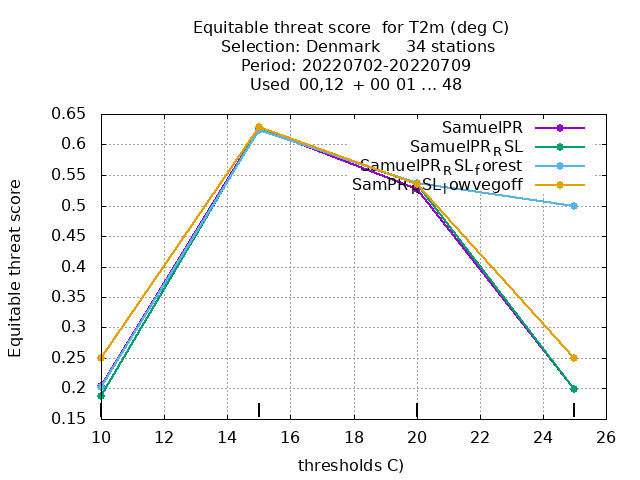 Equitable threat score for T2m (deg C)
Selection: Denmark 34 stations
Period: 20220702-20220709
Used 00,12 + 00 01 ... 48
Equitable threat score
0.65
0.6
0.55
0.5
0.45
0.4
0.35
0.3
0.25
0.2
0.15
SamuelPR
SamuelPR_RSL
SamuelPR_RSL_forest
SamPR_RSL_lowvegoff
10 12 14 16 18 20 22 24 26
thresholds C)